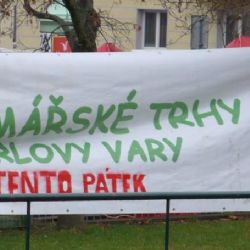 MÁŘSKÉ TRHY
RLOVY VARY
TENTO PÁTEK